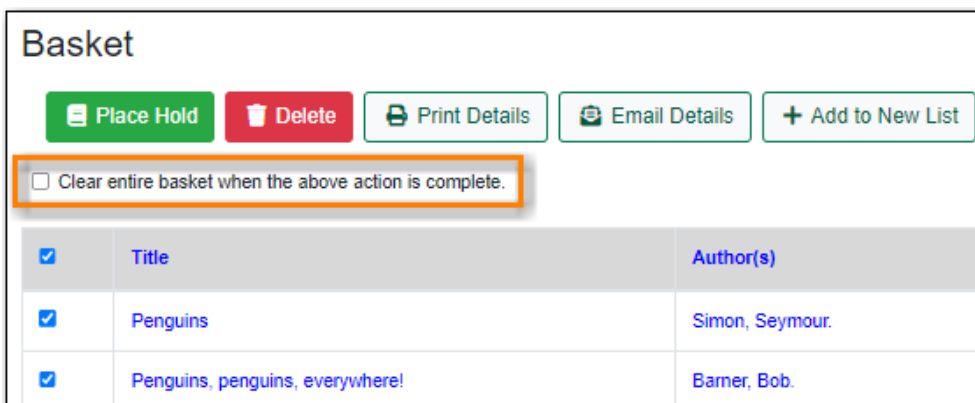 Basket
Place Hold Delete Print Details Email Details + Add to New List
Clear entire basket when the above action is complete.
Title Author(s)
Penguins Simon, Seymour.
Penguins, penguins, everywhere! Barner, Bob.